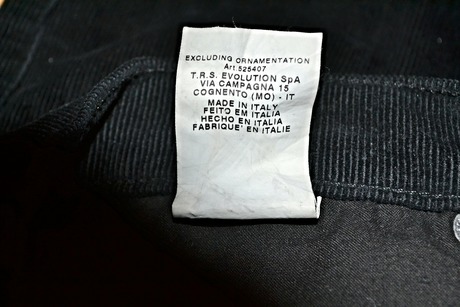 EXCLUDING ORNAMENTATION
Art.525407
T.R.S. EVOLUTION SpA
VIA CAMPAGNA 15
COGNENTO (MO) - IT
MADE IN ITALY
FEITO EM ITALIA
HECHO EN ITALIA
FABRIQUE' EN ITALIE